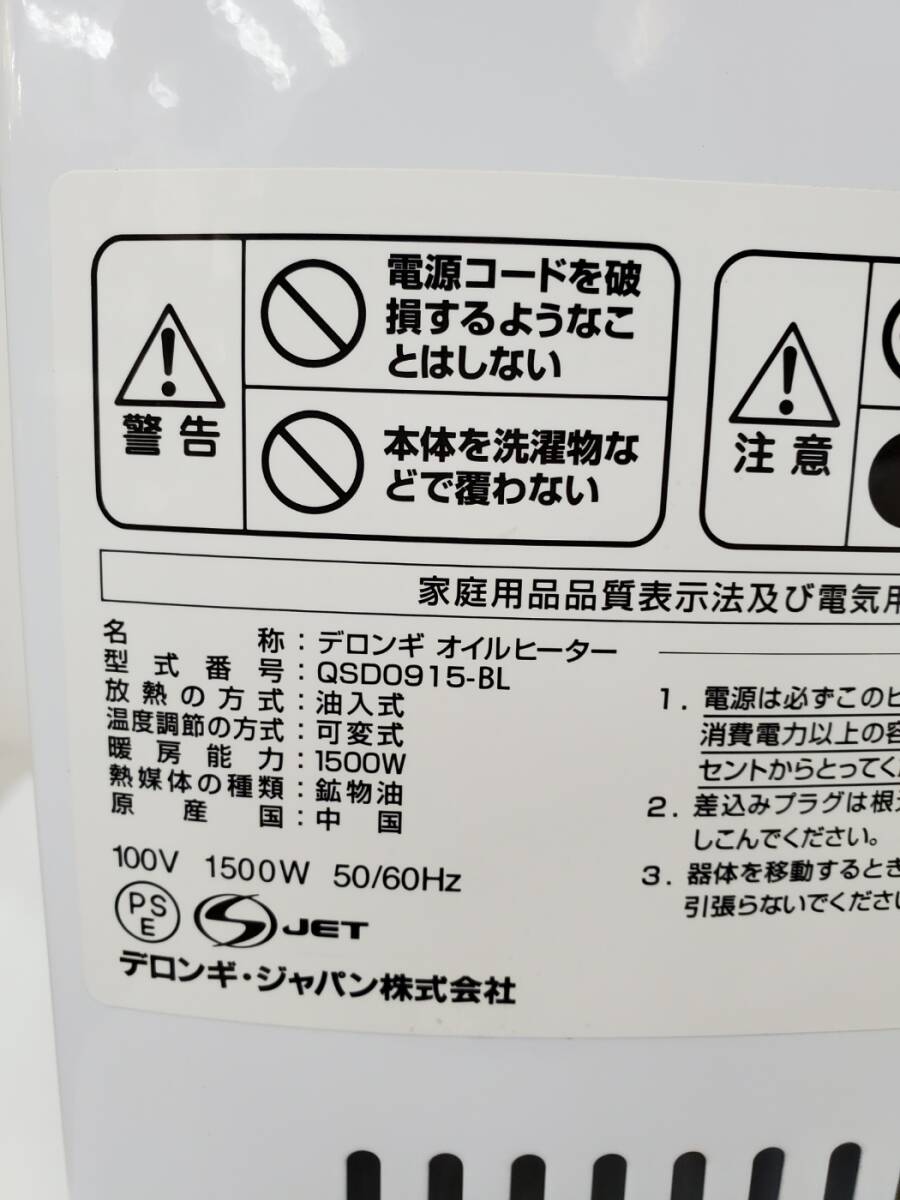 警告
電源コードを破
損するようなこ
とはしない
本体を洗濯物な
どで覆わない
注意
家庭用品品質表示法及び電気用
名称：デロンギ オイルヒーター
型式番号：QSD0915-BL
放熱の方式：油入式
温度調節の方式：可変式
暖房能力：1500W
熱媒体の種類：鉱物油
原産国：中国
100V 1500W 50/60Hz
PS
E
S JET
デロンギ・ジャパン株式会社
1. 電源は必ずこのヒ
消費電力以上の容
セントからとってくだ
2. 差込みプラグは根元
しこんでください。
3. 器体を移動するとき
引張らないでください